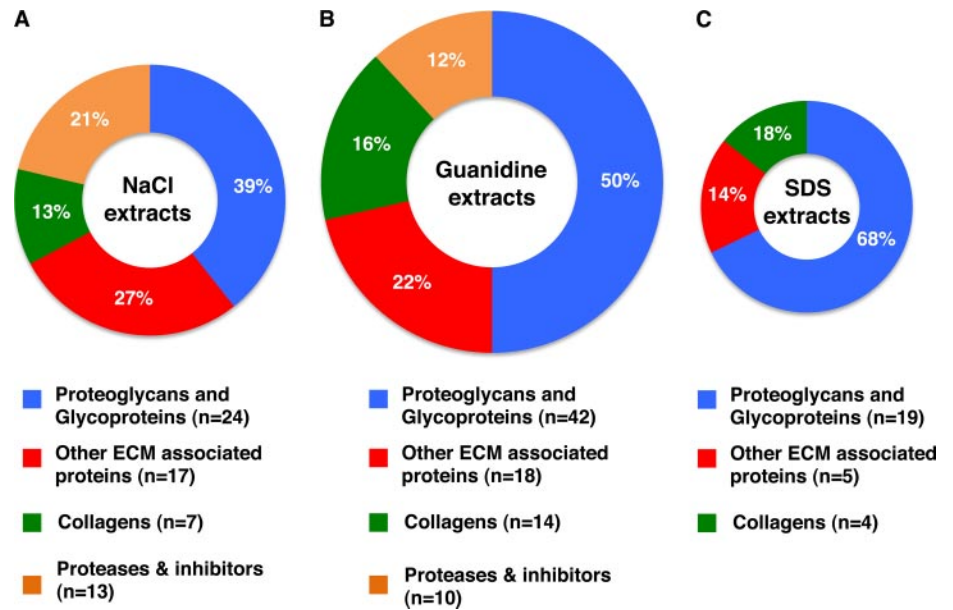 A
21%
39%
NaCl
extracts
13%
27%
Proteoglycans and
Glycoproteins (n=24)
Other ECM associated
proteins (n=17)
Collagens (n=7)
Proteases & inhibitors
(n=13)
B
12%
16%
50%
Guanidine
extracts
22%
Proteoglycans and
Glycoproteins (n=42)
Other ECM associated
proteins (n=18)
Collagens (n=14)
Proteases & inhibitors
(n=10)
C
18%
14%
SDS
extracts
68%
Proteoglycans and
Glycoproteins (n=19)
Other ECM associated
proteins (n=5)
Collagens (n=4)